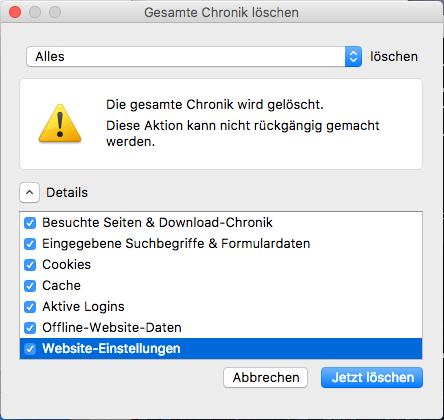 Gesamte Chronik löschen
Alles löschen
Die gesamte Chronik wird gelöscht.
Diese Aktion kann nicht rückgängig gemacht
werden.
Details
Besuchte Seiten & Download-Chronik
Eingegebene Suchbegriffe & Formulardaten
Cookies
Cache
Aktive Logins
Offline-Website-Daten
Website-Einstellungen
Abbrechen Jetzt löschen